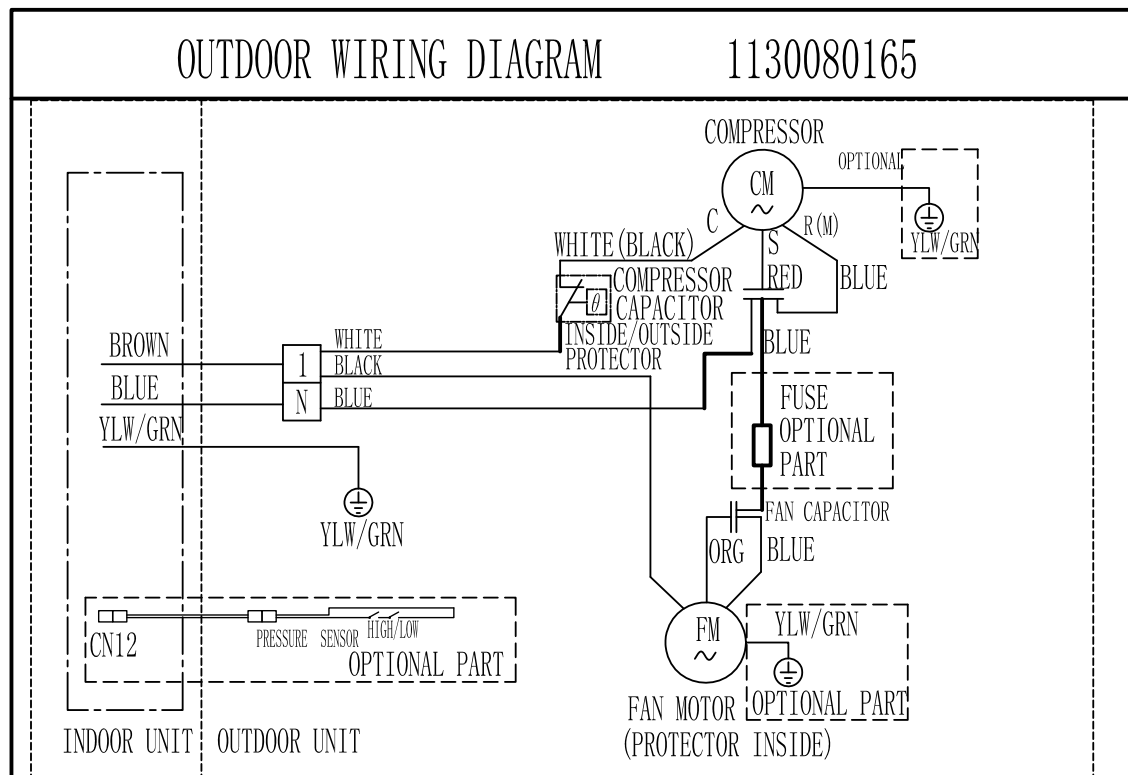 OUTDOOR WIRING DIAGRAM 1130080165
COMPRESSOR
CM
OPTIONAL
YLW/GRN
C
S
R(M)
WHITE(BLACK)
RED
BLUE
COMPRESSOR
CAPACITOR
θ
INSIDE/OUTSIDE
PROTECTOR
BLUE
BROWN
BLUE
YLW/GRN
1
N
WHITE
BLACK
BLUE
YLW/GRN
FUSE
OPTIONAL
PART
FAN CAPACITOR
ORG
BLUE
FM
YLW/GRN
OPTIONAL PART
FAN MOTOR
(PROTECTOR INSIDE)
CN12
PRESSURE SENSOR
HIGH/LOW
OPTIONAL PART
INDOOR UNIT
OUTDOOR UNIT